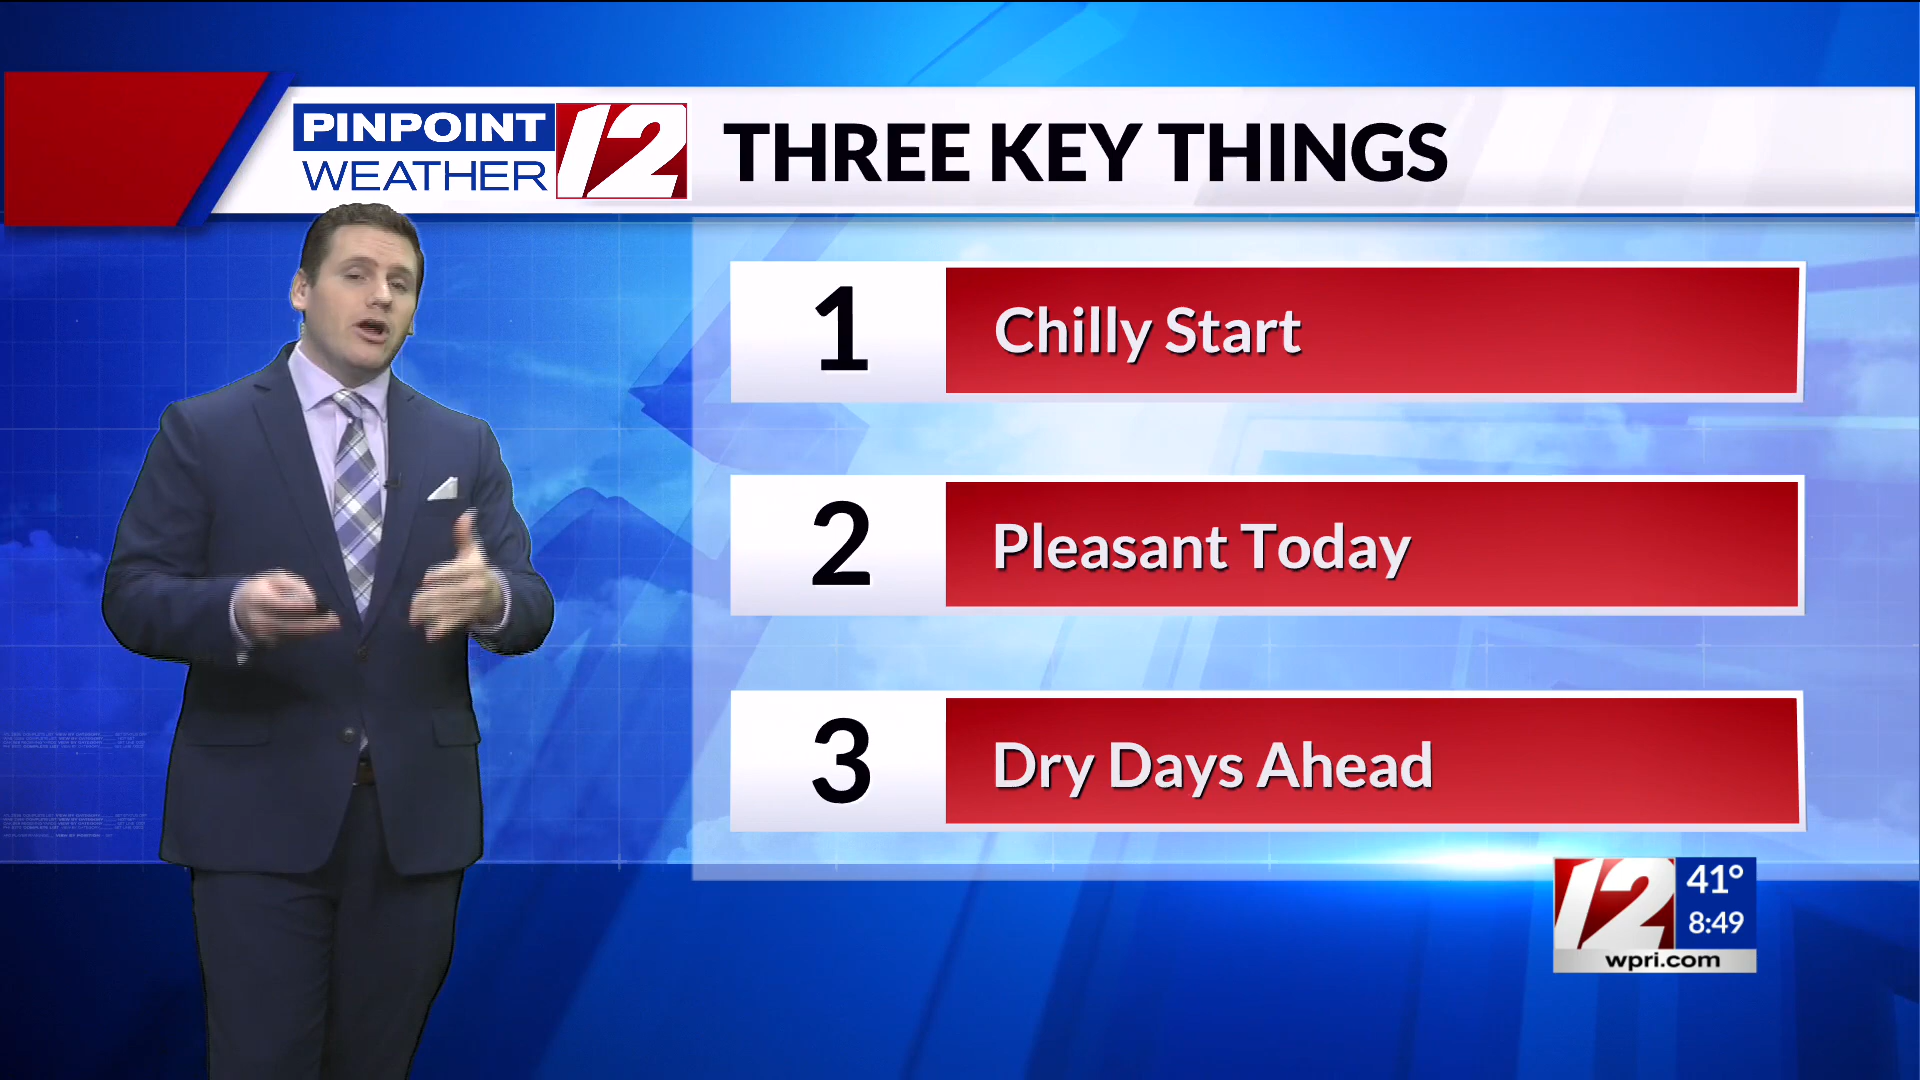 PINPOINT
WEATHER
12
THREE KEY THINGS
1
Chilly Start
2
Pleasant Today
3
Dry Days Ahead
12
41°
8:49
wpri.com